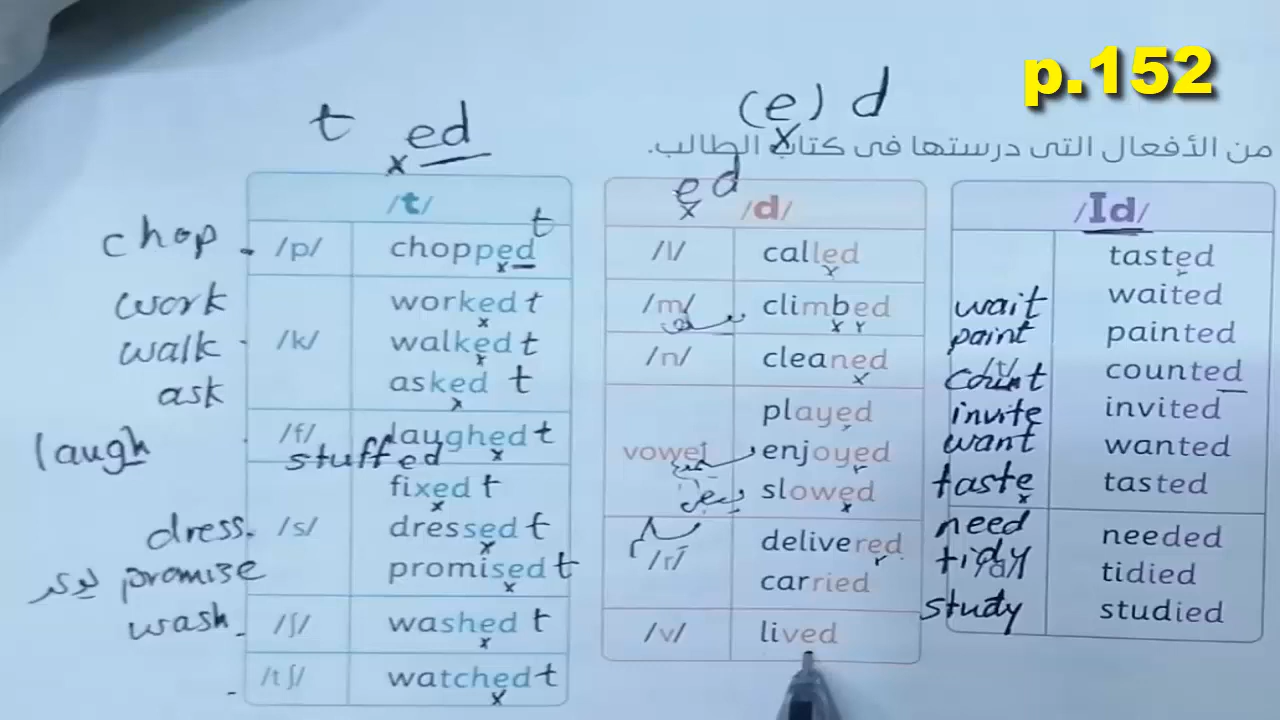 p.152
t ed (e) d
من الأفعال التى درستها فى كتاب الطالب.
ed
/t/ /d/ /Id/
chop /p/ chopped t
work worked t
walk /k/ walked t
ask asked t
laugh /f/ laughed t
stuffed
fixed t
dress /s/ dressed t
promise promised t
wash /ʃ/ washed t
/tʃ/ watched t
/l/ called
/m/ climbed
/n/ cleaned
played
vowel enjoyed
slowed
delivered
/r/ carried
/v/ lived
tasted
wait waited
paint painted
count /t/ counted
invite invited
want wanted
taste tasted
need needed
tidy /d/ tidied
study studied